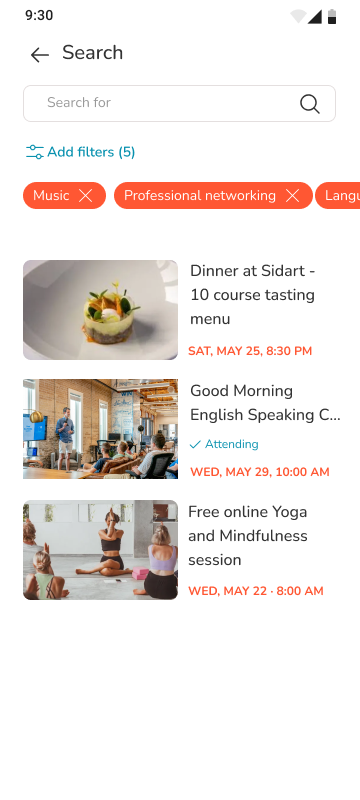 9:30
Search
Search for
Add filters (5)
Music
Professional networking
Langu
Dinner at Sidart -
10 course tasting
menu
SAT, MAY 25, 8:30 PM
Good Morning
English Speaking C...
Attending
WED, MAY 29, 10:00 AM
Free online Yoga
and Mindfulness
session
WED, MAY 22 · 8:00 AM